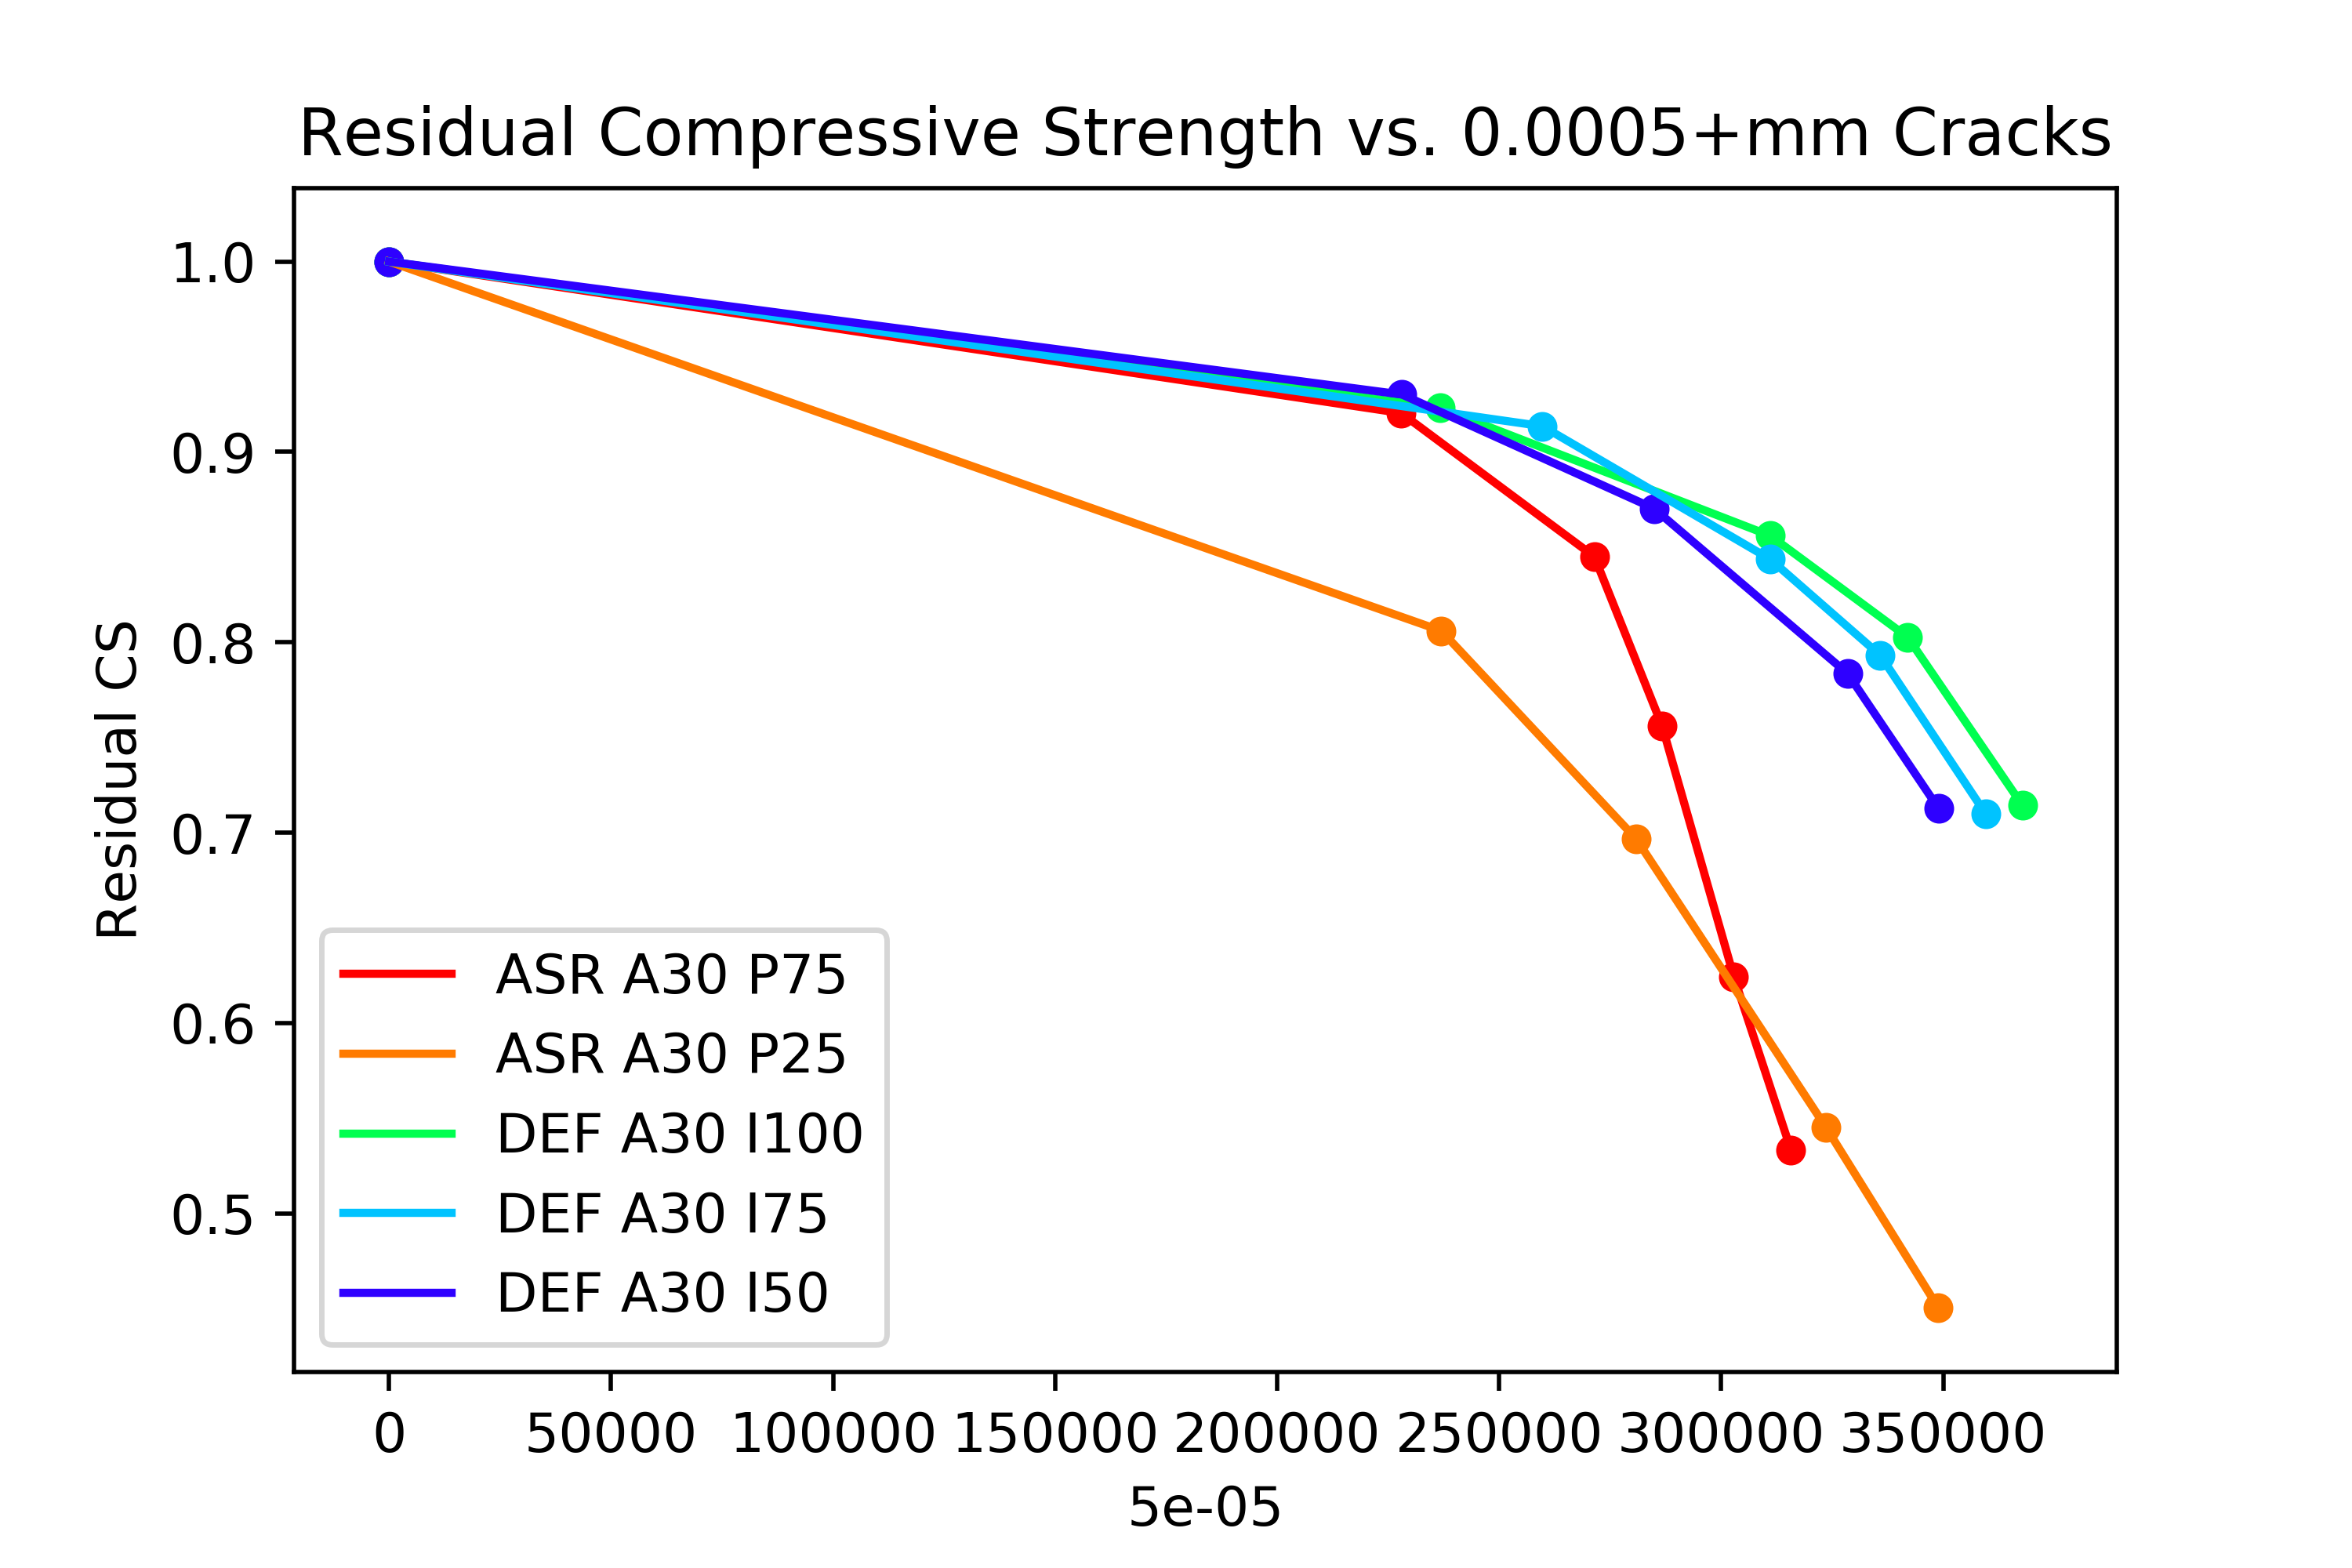 Residual Compressive Strength vs. 0.0005+mm Cracks
Residual CS
1.0
0.9
0.8
0.7
0.6
0.5
ASR A30 P75
ASR A30 P25
DEF A30 I100
DEF A30 I75
DEF A30 I50
0 50000 100000 150000 200000 250000 300000 350000
5e-05